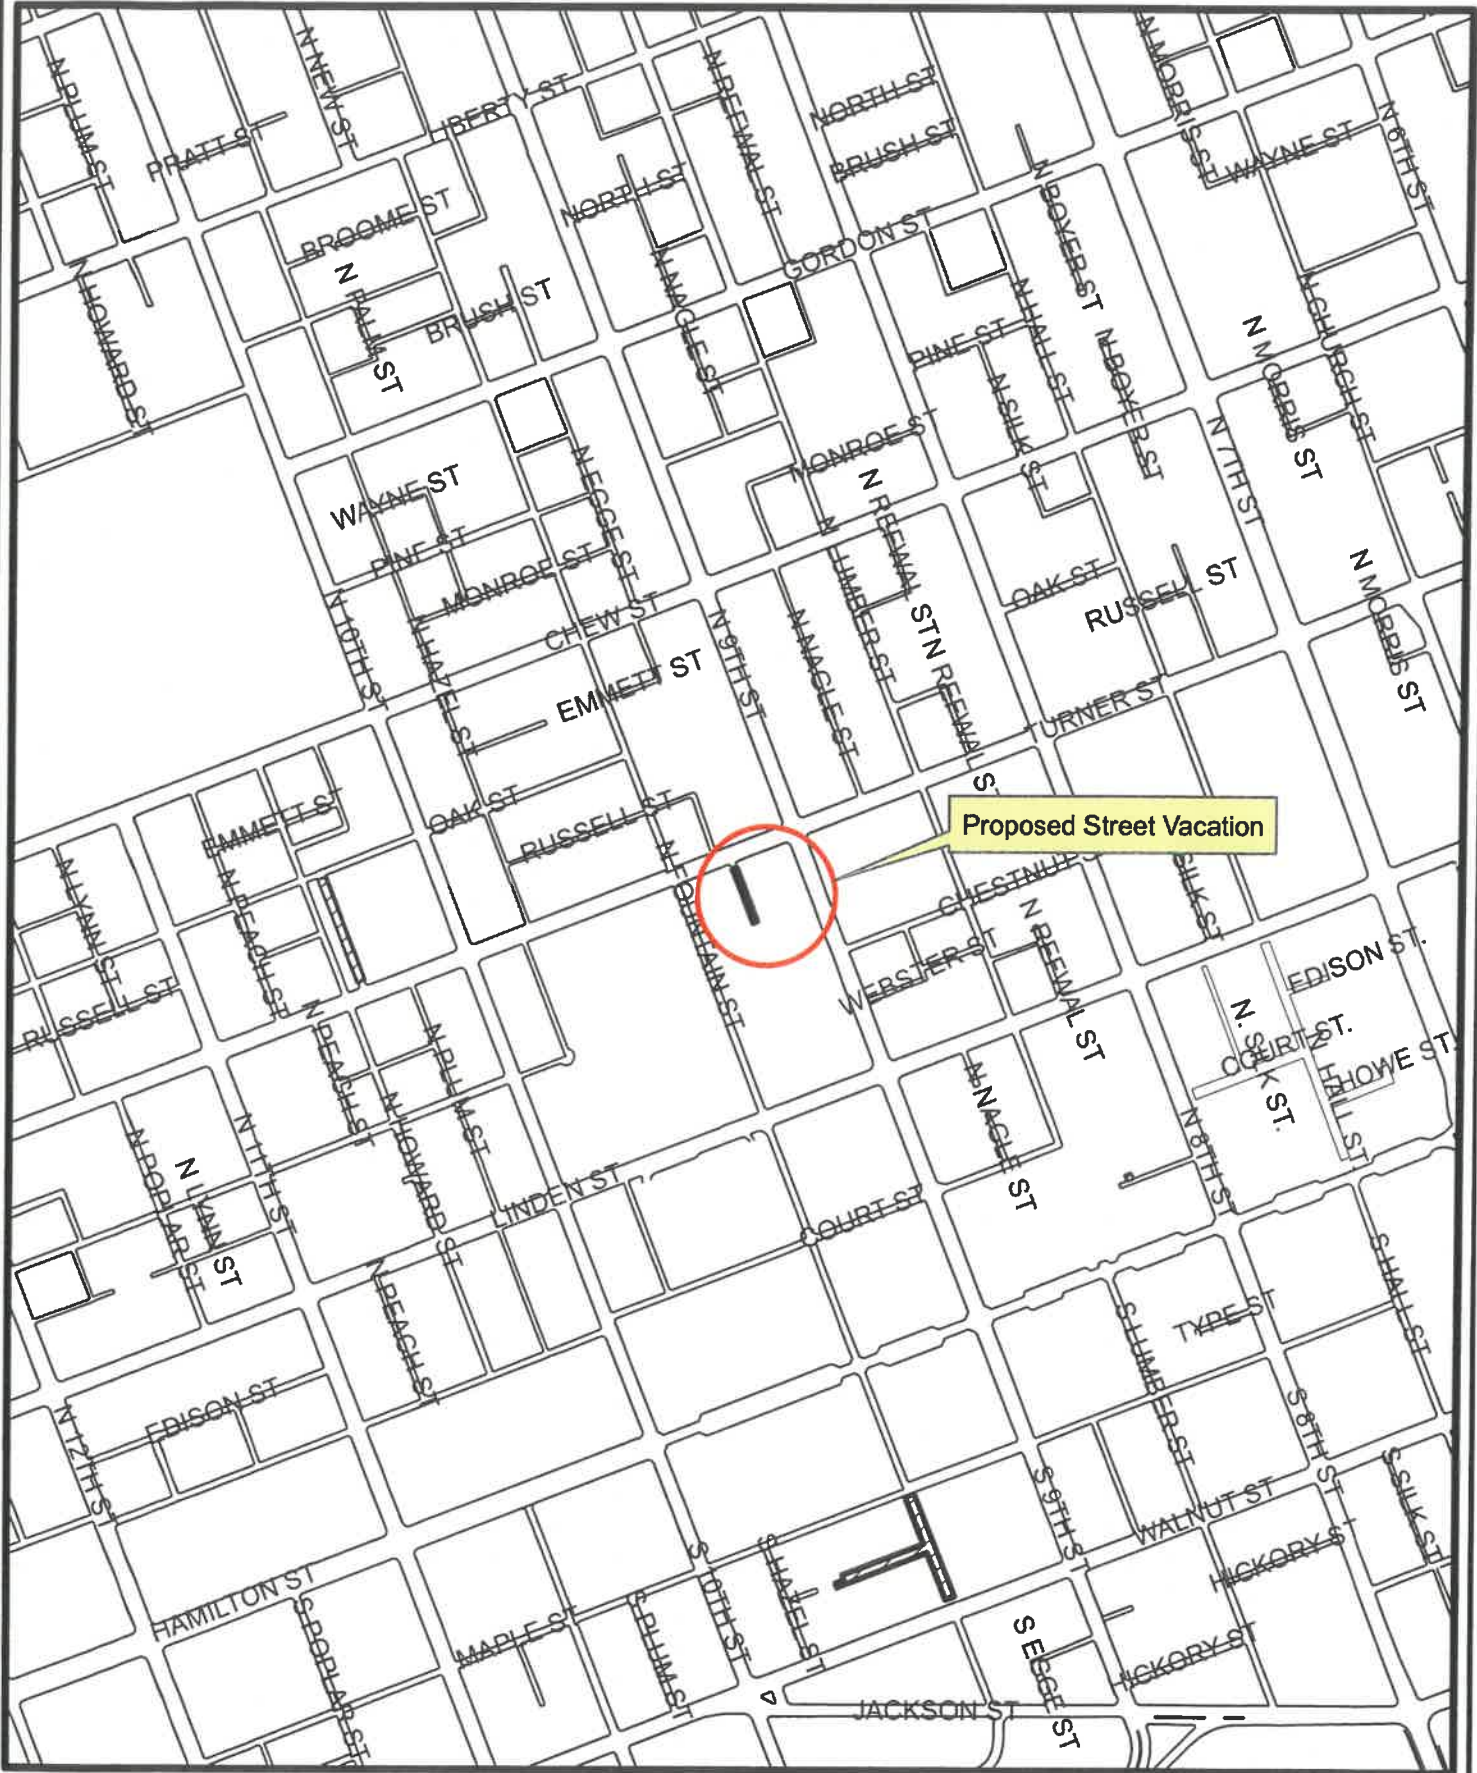 N PLUM ST
N NEW ST
PRATT ST
LIBERTY ST
N REEWAL ST
NORTH ST
BRUSH ST
N MORRIS ST
WAYNE ST
N 6TH ST
BROOME ST
NORTH ST
GORDON ST
N BOYER ST
N HOWARD ST
N PALM ST
BRUSH ST
N NAGLE ST
PINE ST
N HALL ST
N BOYER ST
N MORRIS ST
N CHURCH ST
N SILK ST
MONROE ST
N 7TH ST
WAYNE ST
N EGGE ST
PINE ST
MONROE ST
N REEWAL ST
N LUMBER ST
OAK ST
RUSSELL ST
N MORRIS ST
N 10TH ST
N HAZEL ST
CHEW ST
N 9TH ST
N NAGLE ST
N REEWAL ST
EMMETT ST
TURNER ST
EMMETT ST
OAK ST
RUSSELL ST
Proposed Street Vacation
N LYNN ST
N PEACH ST
N FOUNTAIN ST
CHESTNUT S
SILK ST
WEBSTER ST
N REEWAL ST
EDISON ST.
RUSSELL ST
N PEACH ST
N PLUM ST
N. SILK ST.
COURT ST.
N HALL ST
HOWE ST.
N POPLAR ST
N LYNN ST
N 11TH ST
N HOWARD ST
LINDEN ST
COURT ST
N NAGLE ST
N 8TH ST
N PEACH ST
S LUMBER ST
TYPE ST
S HALL ST
EDISON ST
N 12TH ST
S 8TH ST
S 9TH ST
WALNUT ST
S SILK ST
HICKORY ST
HAMILTON ST
S POPLAR ST
MAPLE ST
S PLUM ST
S 10TH ST
S HAZEL ST
S EGGE ST
HICKORY ST
JACKSON ST